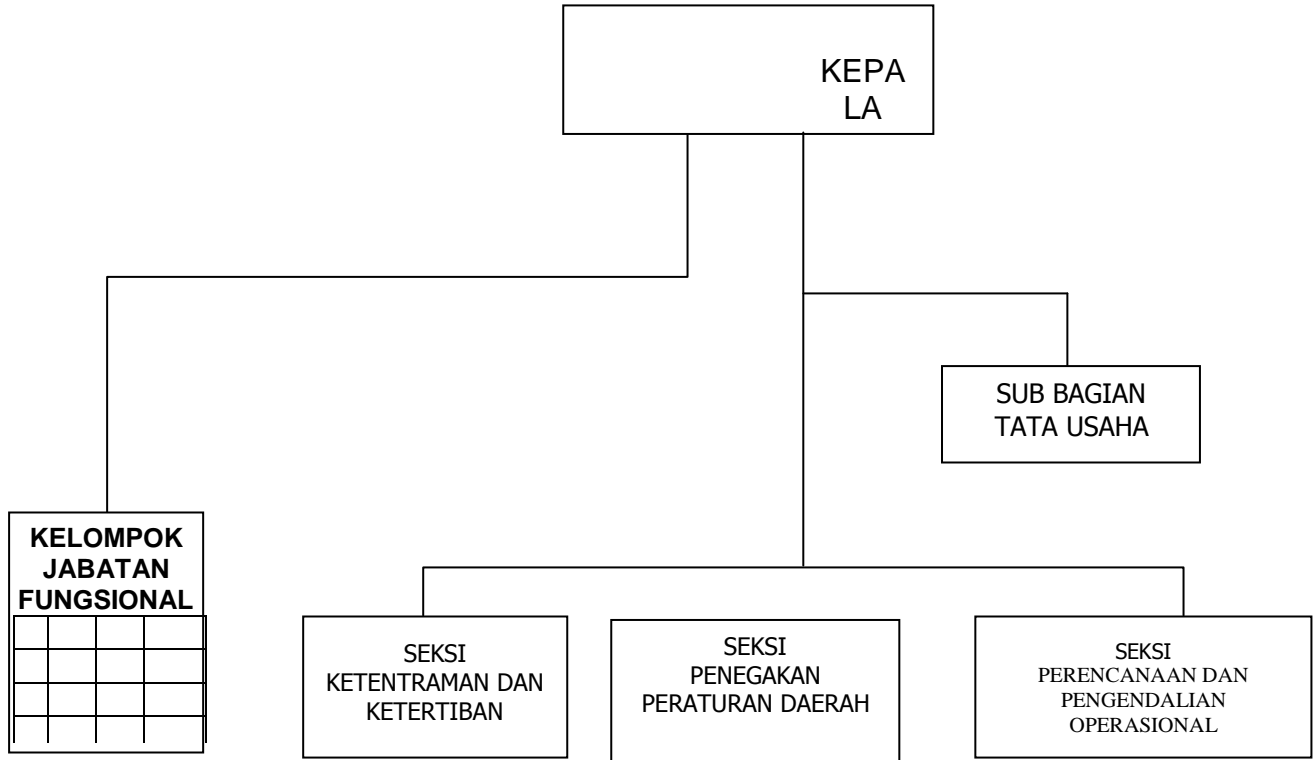 KEPA
LA
SUB BAGIAN
TATA USAHA
KELOMPOK
JABATAN
FUNGSIONAL
SEKSI
KETENTRAMAN DAN
KETERTIBAN
SEKSI
PENEGAKAN
PERATURAN DAERAH
SEKSI
PERENCANAAN DAN
PENGENDALIAN
OPERASIONAL